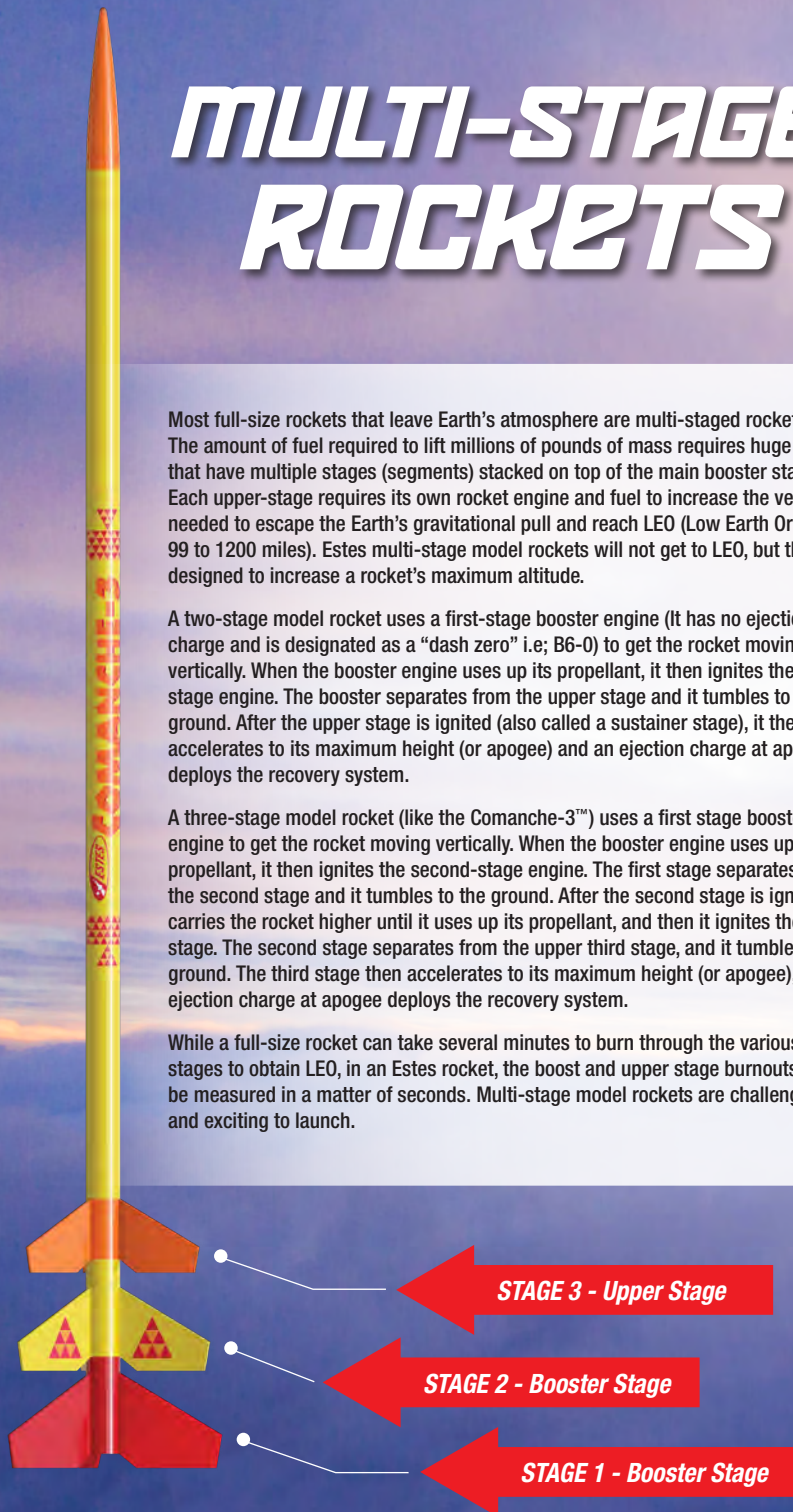 MULTI-STAGE
ROCKETS
Most full-size rockets that leave Earth's atmosphere are multi-staged
The amount of fuel required to lift millions of pounds of mass requires huge
that have multiple stages (segments) stacked on top of the main booster
Each upper-stage requires its own rocket engine and fuel to increase the
needed to escape the Earth's gravitational pull and reach LEO (Low Earth
99 to 1200 miles). Estes multi-stage model rockets will not get to LEO, but
designed to increase a rocket's maximum altitude.
A two-stage model rocket uses a first-stage booster engine (It has no
charge and is designated as a “dash zero” i.e; B6-0) to get the rocket
vertically. When the booster engine uses up its propellant, it then ignites the
stage engine. The booster separates from the upper stage and it tumbles to
ground. After the upper stage is ignited (also called a sustainer stage), it
accelerates to its maximum height (or apogee) and an ejection charge at
deploys the recovery system.
A three-stage model rocket (like the Comanche-3™) uses a first stage
engine to get the rocket moving vertically. When the booster engine uses up
propellant, it then ignites the second-stage engine. The first stage separates
the second stage and it tumbles to the ground. After the second stage is
carries the rocket higher until it uses up its propellant, and then it ignites
stage. The second stage separates from the upper third stage, and it
ground. The third stage then accelerates to its maximum height (or apogee)
ejection charge at apogee deploys the recovery system.
While a full-size rocket can take several minutes to burn through the various
stages to obtain LEO, in an Estes rocket, the boost and upper stage burnouts
be measured in a matter of seconds. Multi-stage model rockets are
and exciting to launch.
ESTES COMANCHE-3
STAGE 3 - Upper Stage
STAGE 2 - Booster Stage
STAGE 1 - Booster Stage